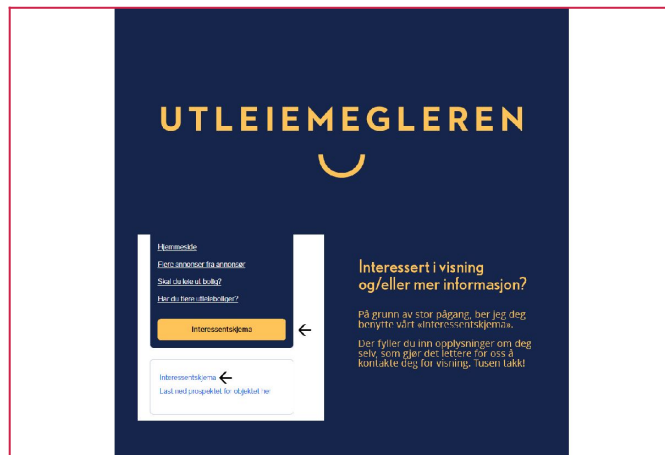 UTLEIEMEGLEREN
Hjemmeside
Flere annonser fra annonsør
Skal du leie ut bolig?
Har du flere utleieboliger?
Interessentskjema
Interessentskjema
Last ned prospektet for objektet her
Interessert i visning
og/eller mer informasjon?
På grunn av stor pågang, ber jeg deg
benytte vårt «Interessentskjema».
Der fyller du inn opplysninger om deg
selv, som gjør det lettere for oss å
kontakte deg for visning. Tusen takk!